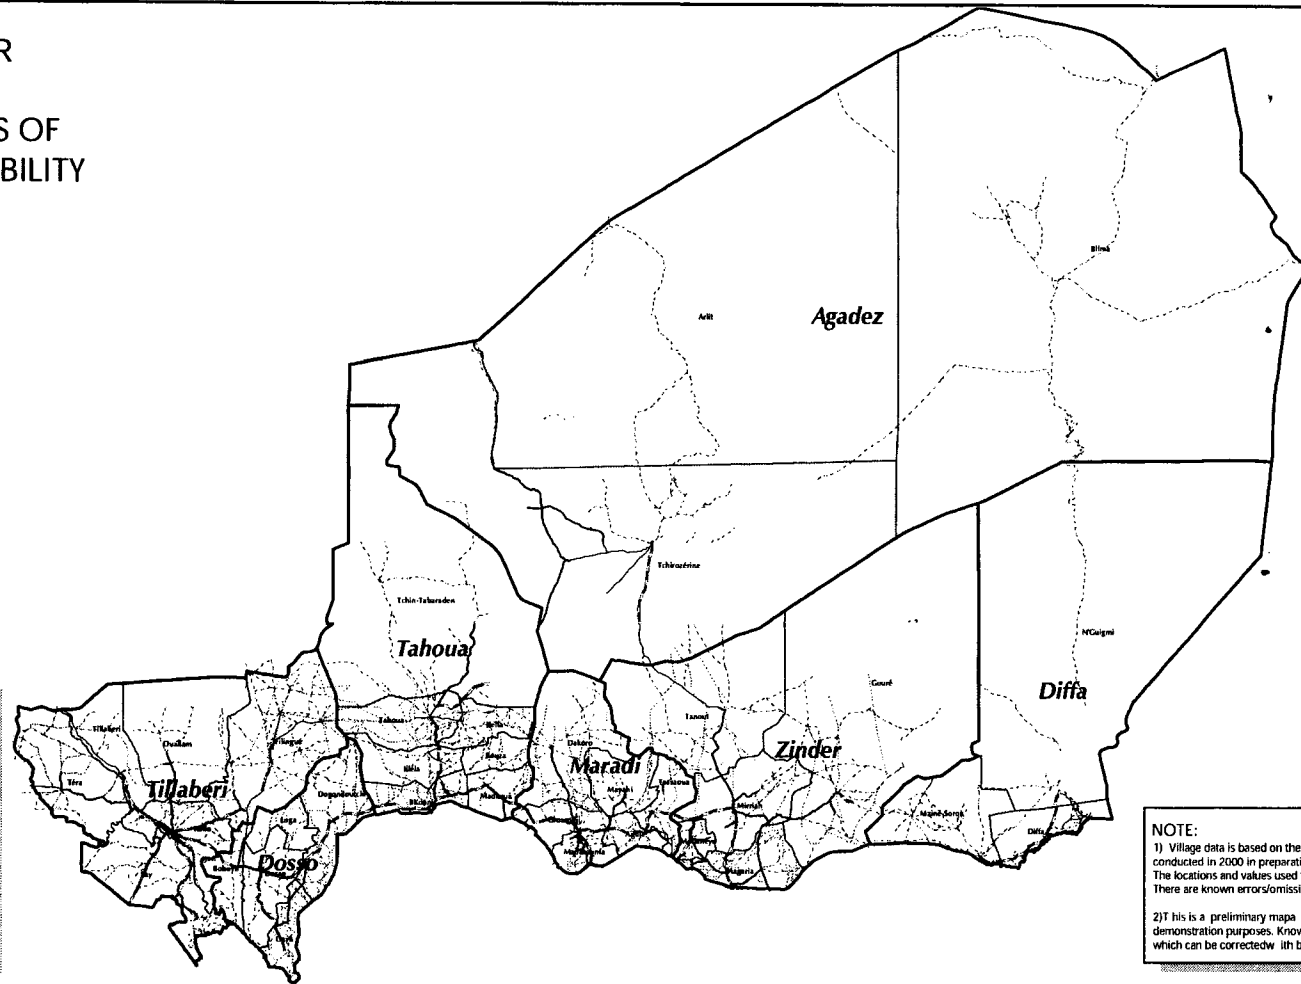 R
S OF
BILITY
Bilma
Arlit
Agadez
Tchirozérine
Tchin-Tabaraden
Tahoua
N'Guigmi
Gouré
Diffa
Tanout
Tillaberi
Ouallam
Filingué
Tahoua
Keita
Bouza
Dakoro
Zinder
Maradi
Illéla
Téra
Tillabéri
Mayahi
Tessaoua
Madaoua
Mirriah
Maïné-Soroa
Loga
Diffa
Dosso
Magaria
NOTE:
1) Village data is based on the
conducted in 2000 in preparati
The locations and values used
There are known errors/omissi
2)T his is a preliminary mapa
demonstration purposes. Know
which can be correctedw ith b